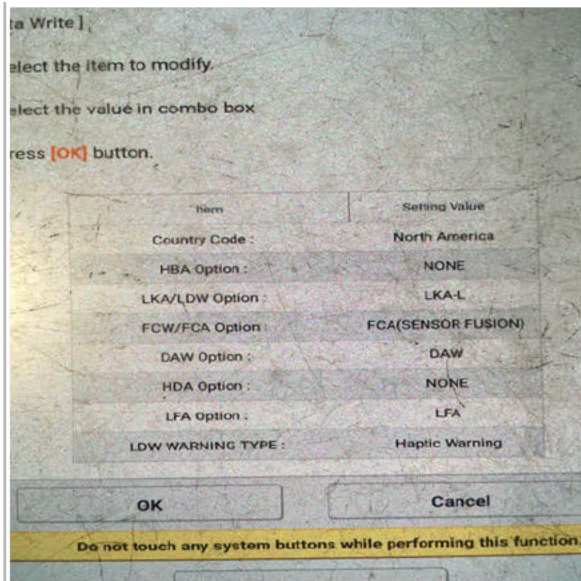 ta Write ]
elect the item to modify.
elect the value in combo box
ress [OK] button.
Item Setting Value
Country Code : North America
HBA Option : NONE
LKA/LDW Option : LKA-L
FCW/FCA Option : FCA(SENSOR FUSION)
DAW Option : DAW
HDA Option : NONE
LFA Option : LFA
LDW WARNING TYPE : Haptic Warning
OK Cancel
Do not touch any system buttons while performing this function.